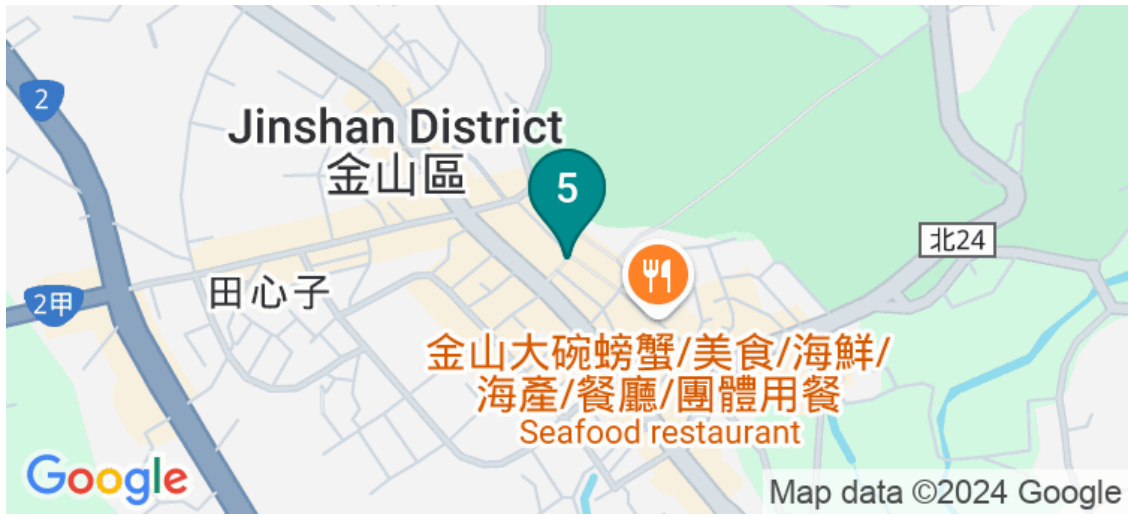 2
Jinshan District
金山區
5
北24
田心子
2甲
金山大碗螃蟹/美食/海鮮/
海產/餐廳/團體用餐
Seafood restaurant
Google
Map data ©2024 Google